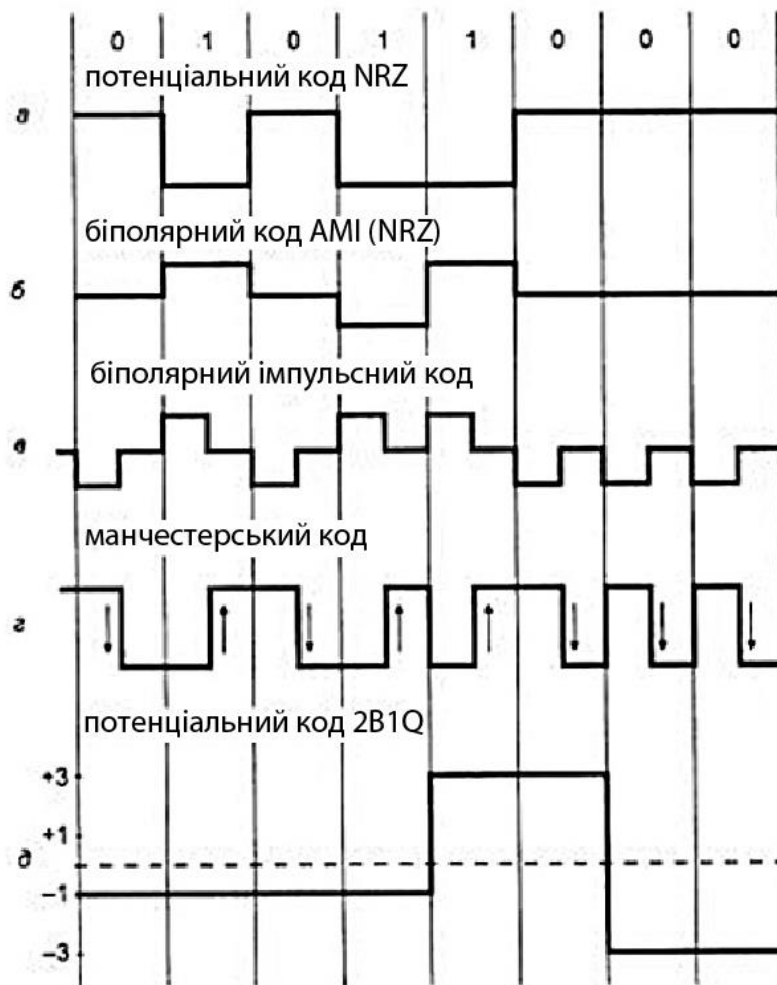 0 1 0 1 1 0 0 0
потенціальний код NRZ
а
біполярний код AMI (NRZ)
б
біполярний імпульсний код
в
манчестерський код
г
потенціальний код 2B1Q
+3
+1
д
−1
−3